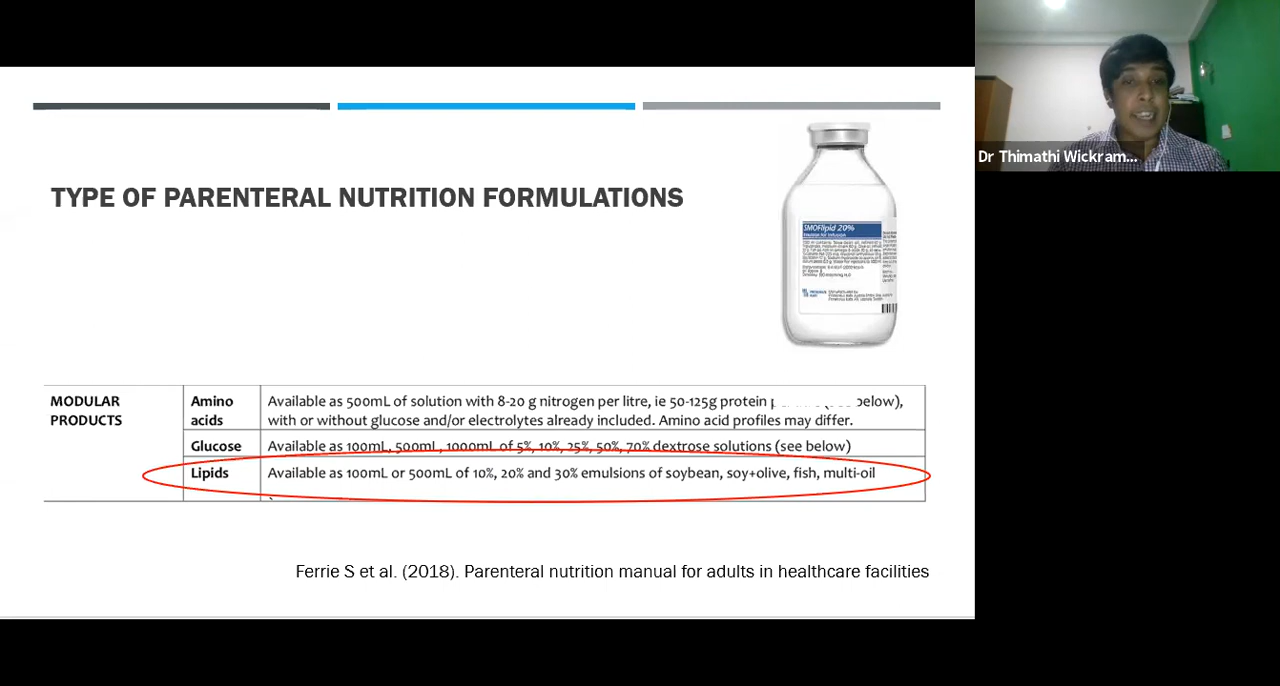 Dr Thimathi Wickram...
TYPE OF PARENTERAL NUTRITION FORMULATIONS
SMOFlipid 20%
Emulsion for Infusion
MODULAR PRODUCTS
Amino acids
Available as 500mL of solution with 8-20 g nitrogen per litre, ie 50-125g protein below),
with or without glucose and/or electrolytes already included. Amino acid profiles may differ.
Glucose
Available as 100mL, 500mL, 1000mL of 5%, 10%, 25%, 50%, 70% dextrose solutions (see below)
Lipids
Available as 100mL or 500mL of 10%, 20% and 30% emulsions of soybean, soy+olive, fish, multi-oil
Ferrie S et al. (2018). Parenteral nutrition manual for adults in healthcare facilities